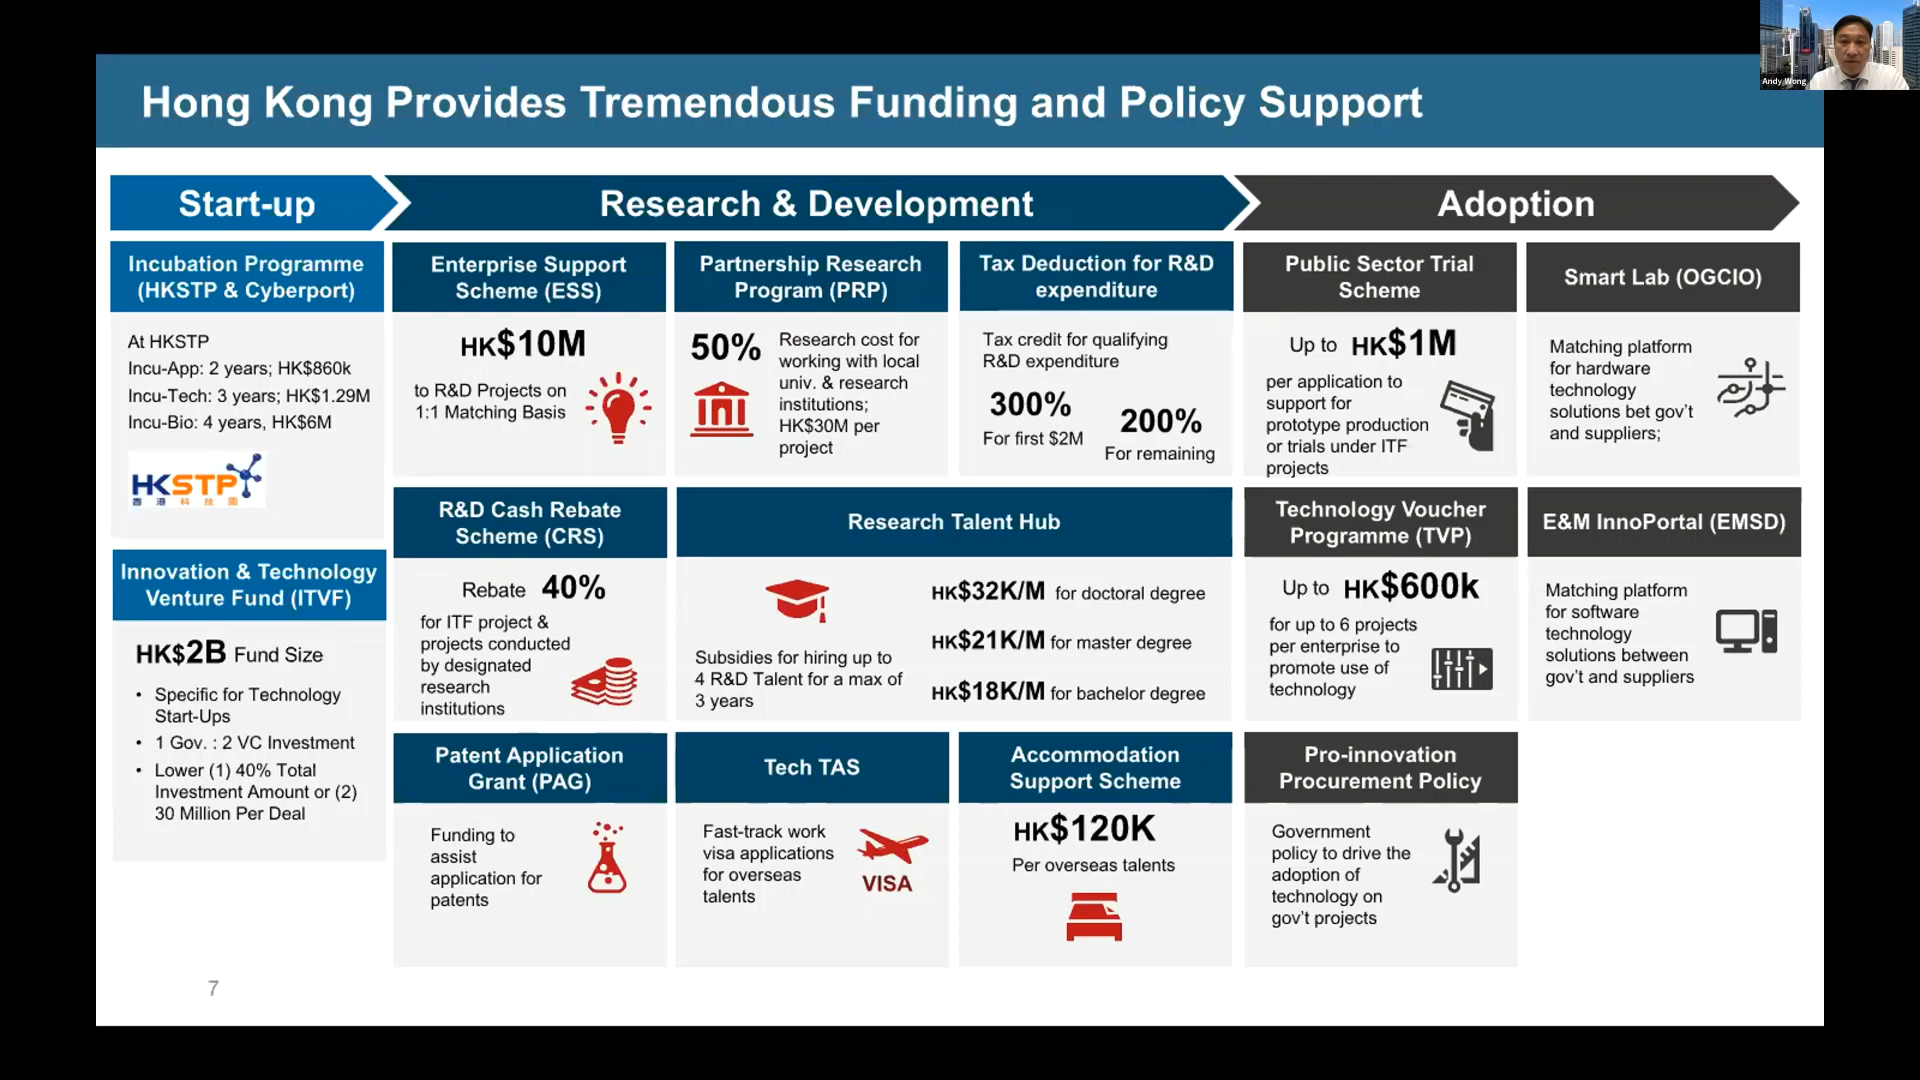 Andy Wong
Hong Kong Provides Tremendous Funding and Policy Support
Start-up
Research & Development
Adoption
Incubation Programme
(HKSTP & Cyberport)
At HKSTP
Incu-App: 2 years; HK$860k
Incu-Tech: 3 years; HK$1.29M
Incu-Bio: 4 years, HK$6M
HKSTP
香港科技園
Innovation & Technology
Venture Fund (ITVF)
HK$2B Fund Size
• Specific for Technology
Start-Ups
• 1 Gov. : 2 VC Investment
• Lower (1) 40% Total
Investment Amount or (2)
30 Million Per Deal
Enterprise Support
Scheme (ESS)
HK$10M
to R&D Projects on
1:1 Matching Basis
Partnership Research
Program (PRP)
50%
Research cost for
working with local
univ. & research
institutions;
HK$30M per
project
Tax Deduction for R&D
expenditure
Tax credit for qualifying
R&D expenditure
300%
For first $2M
200%
For remaining
R&D Cash Rebate
Scheme (CRS)
Rebate 40%
for ITF project &
projects conducted
by designated
research
institutions
Research Talent Hub
Subsidies for hiring up to
4 R&D Talent for a max of
3 years
HK$32K/M for doctoral degree
HK$21K/M for master degree
HK$18K/M for bachelor degree
Patent Application
Grant (PAG)
Funding to
assist
application for
patents
Tech TAS
Fast-track work
visa applications
for overseas
talents
VISA
Accommodation
Support Scheme
HK$120K
Per overseas talents
Public Sector Trial
Scheme
Up to HK$1M
per application to
support for
prototype production
or trials under ITF
projects
Smart Lab (OGCIO)
Matching platform
for hardware
technology
solutions bet gov't
and suppliers;
Technology Voucher
Programme (TVP)
Up to HK$600k
for up to 6 projects
per enterprise to
promote use of
technology
E&M InnoPortal (EMSD)
Matching platform
for software
technology
solutions between
gov't and suppliers
Pro-innovation
Procurement Policy
Government
policy to drive the
adoption of
technology on
gov't projects
7